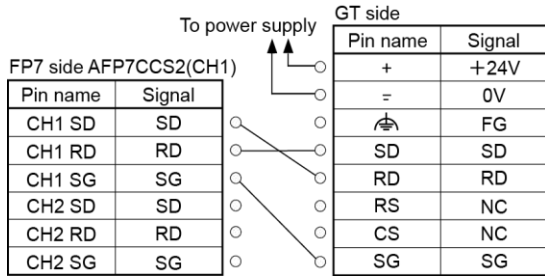 To power supply
GT side
Pin name Signal
+ +24V
= 0V
FG
SD SD
RD RD
RS NC
CS NC
SG SG
FP7 side AFP7CCS2(CH1)
Pin name Signal
CH1 SD SD
CH1 RD RD
CH1 SG SG
CH2 SD SD
CH2 RD RD
CH2 SG SG